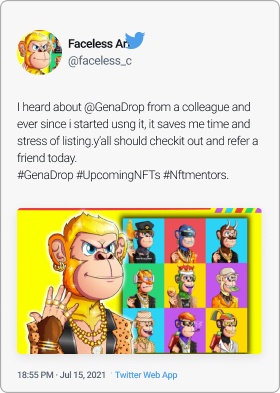 Faceless Ar
@faceless_c
I heard about @GenaDrop from a colleague and
ever since i started usng it, it saves me time and
stress of listing.y'all should checkit out and refer a
friend today.
#GenaDrop #UpcomingNFTs #Nftmentors.
18:55 PM · Jul 15, 2021 Twitter Web App